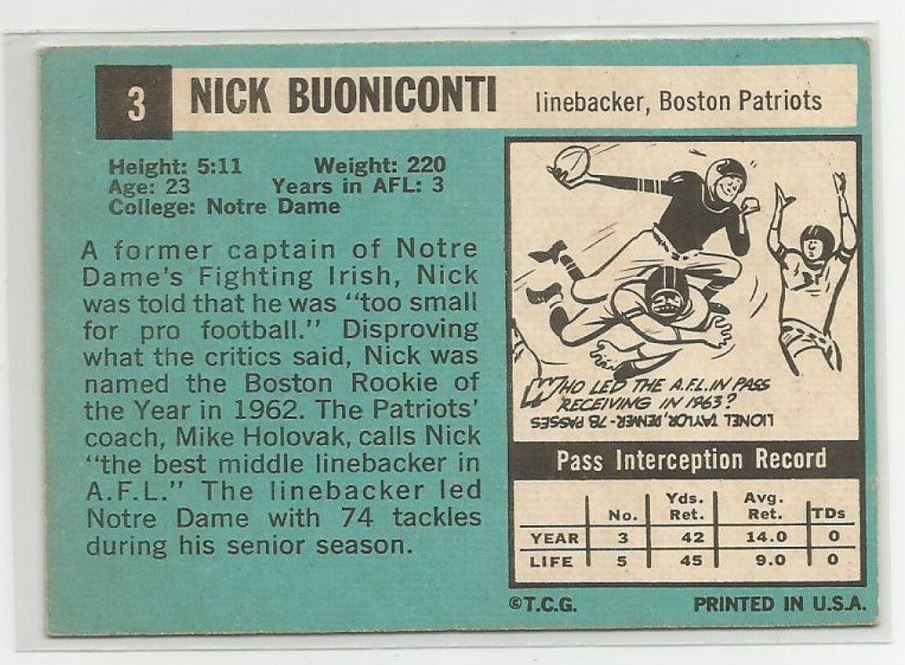 3 NICK BUONICONTI linebacker, Boston Patriots
Height: 5:11 Weight: 220
Age: 23 Years in AFL: 3
College: Notre Dame
A former captain of Notre
Dame's Fighting Irish, Nick
was told that he was "too small
for pro football." Disproving
what the critics said, Nick was
named the Boston Rookie of
the Year in 1962. The Patriots'
coach, Mike Holovak, calls Nick
"the best middle linebacker in
A.F.L." The linebacker led
Notre Dame with 74 tackles
during his senior season.
WHO LED THE A.F.L. IN PASS
RECEIVING IN 1963?
LIONEL TAYLOR, DENVER - 78 PASSES
Pass Interception Record
Yds. Avg.
No. Ret. Ret. TDs
YEAR 3 42 14.0 0
LIFE 5 45 9.0 0
©T.C.G. PRINTED IN U.S.A.